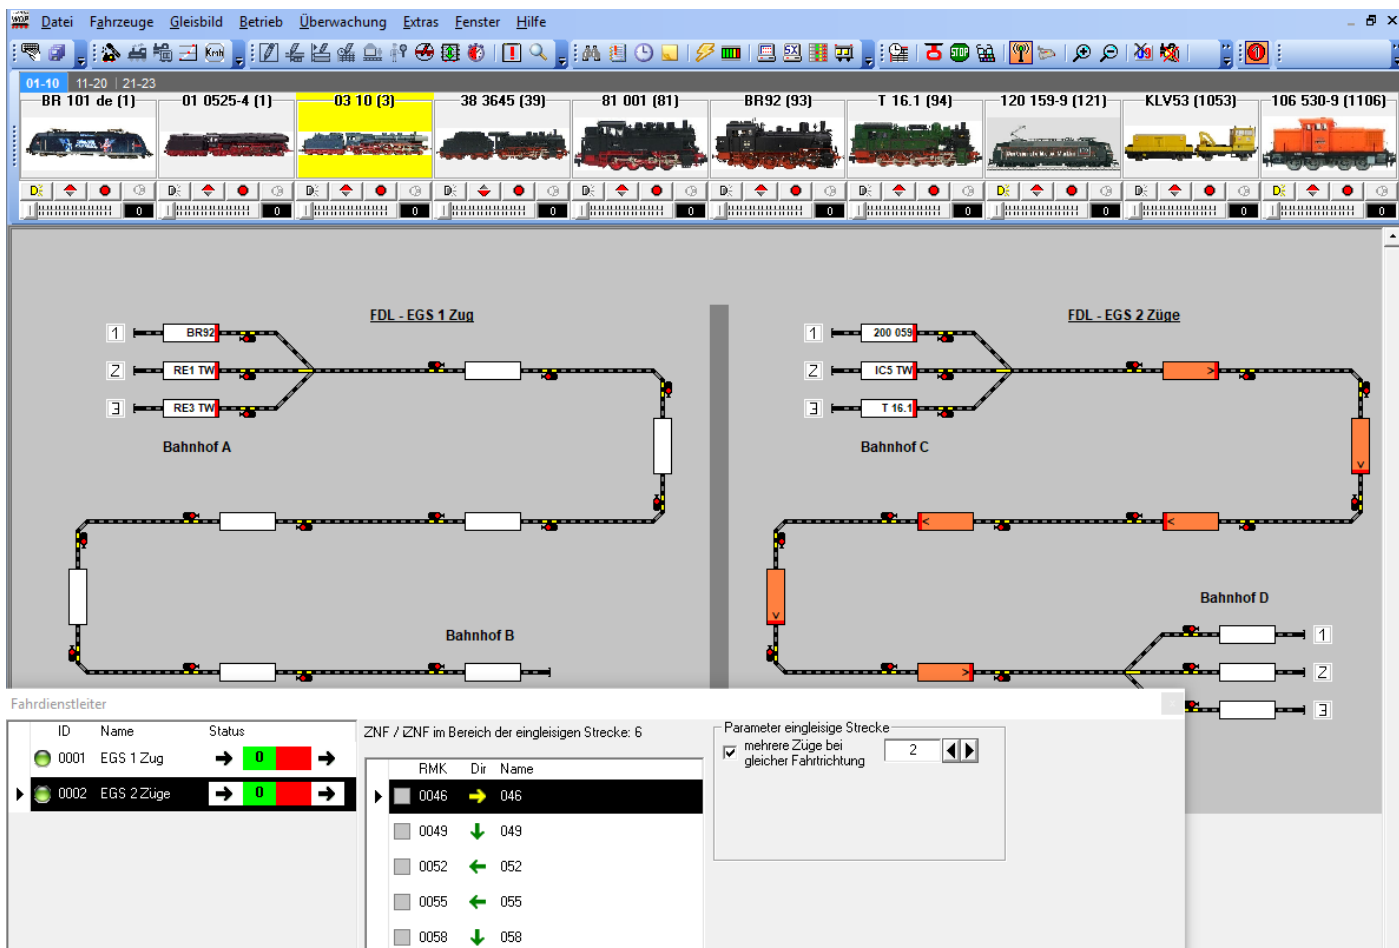 Datei Fahrzeuge Gleisbild Betrieb Überwachung Extras Fenster Hilfe
01-10 11-20 21-23
BR 101 de (1) 01 0525-4 (1) 03 10 (3) 38 3645 (39) 81 001 (81) BR92 (93) T 16.1 (94) 120 159-9 (121) KLV53 (1053) 106 530-9 (1106)
0 0 0 0 0 0 0 0 0 0
FDL - EGS 1 Zug FDL - EGS 2 Züge
1 BR92 1 200 059
2 RE1 TW 2 IC5 TW
3 RE3 TW 3 T 16.1
Bahnhof A Bahnhof C
Bahnhof D
Bahnhof B 1
2
3
Fahrdienstleiter
ID Name Status
0001 EGS 1 Zug 0
0002 EGS 2 Züge 0
ZNF / iZNF im Bereich der eingleisigen Strecke: 6
RMK Dir Name
0046 046
0049 049
0052 052
0055 055
0058 058
Parameter eingleisige Strecke
mehrere Züge bei
gleicher Fahrtrichtung 2